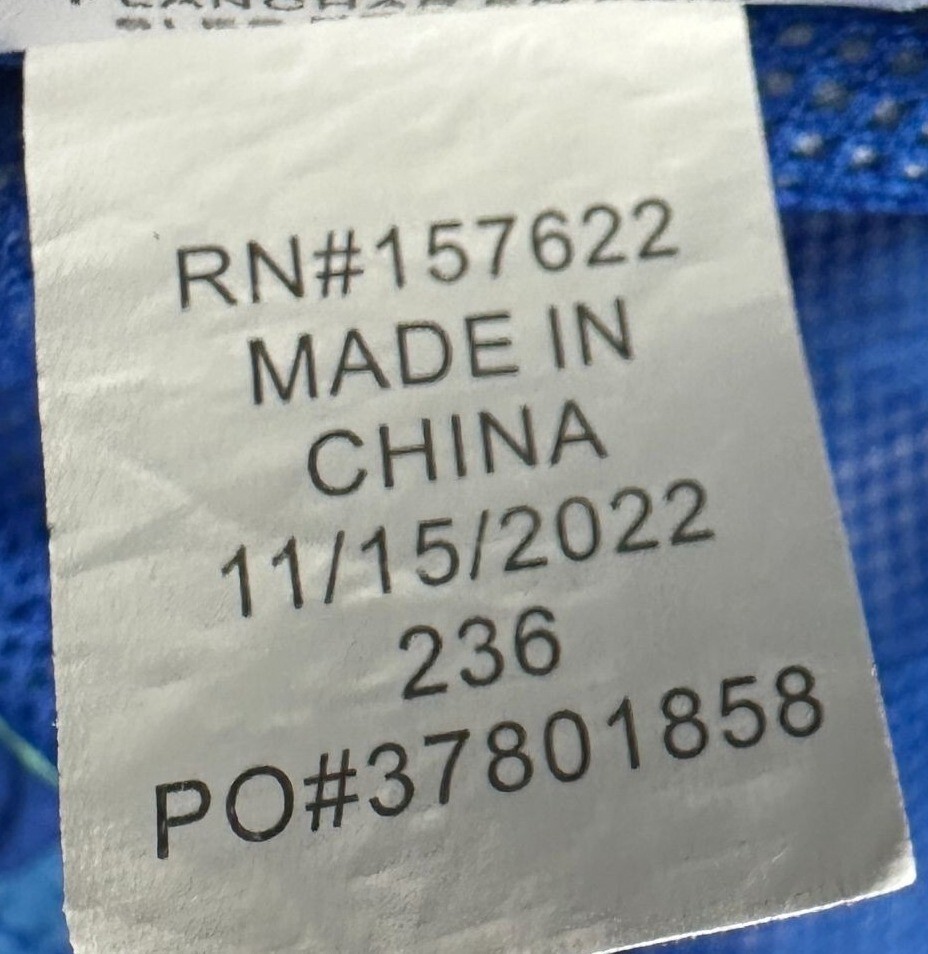 RN#157622
MADE IN
CHINA
11/15/2022
236
PO#37801858